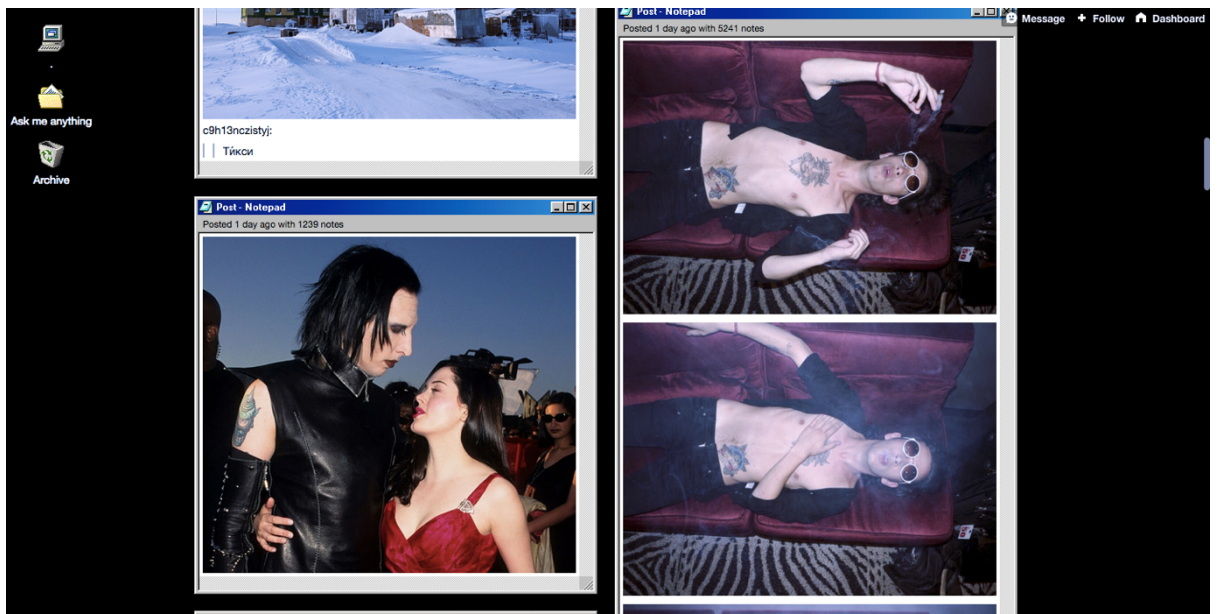 .
Ask me anything
Archive
c9h13nczistyj:
Тикси
Post - Notepad
Posted 1 day ago with 1239 notes
Post - Notepad
Posted 1 day ago with 5241 notes
Message
Follow
Dashboard